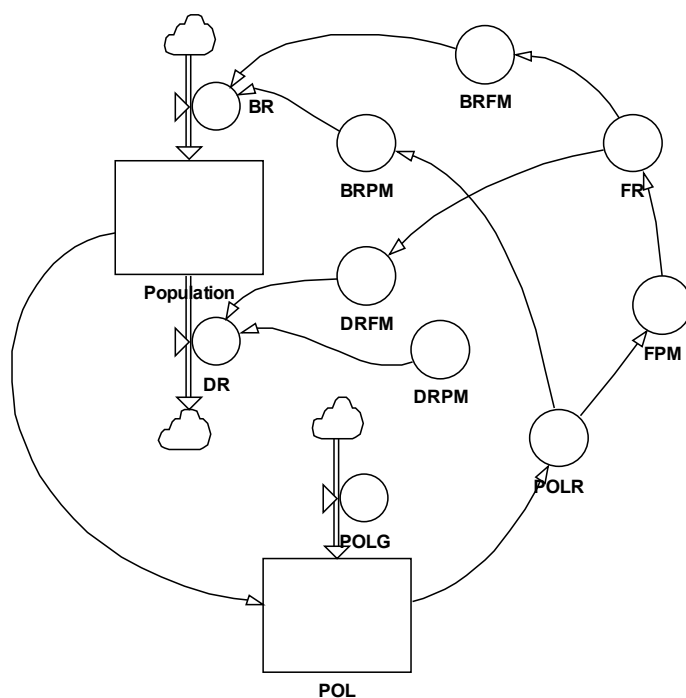 BR
BRFM
BRPM
FR
Population
DRFM
DR
DRPM
FPM
POLR
POLG
POL